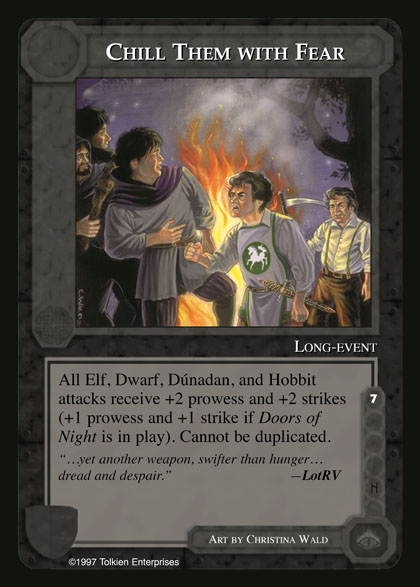 Chill Them with Fear
Long-event
All Elf, Dwarf, Dúnadan, and Hobbit
attacks receive +2 prowess and +2 strikes
(+1 prowess and +1 strike if Doors of
Night is in play). Cannot be duplicated.
7
“…yet another weapon, swifter than hunger…
dread and despair.” –LotRV
Art by Christina Wald
©1997 Tolkien Enterprises